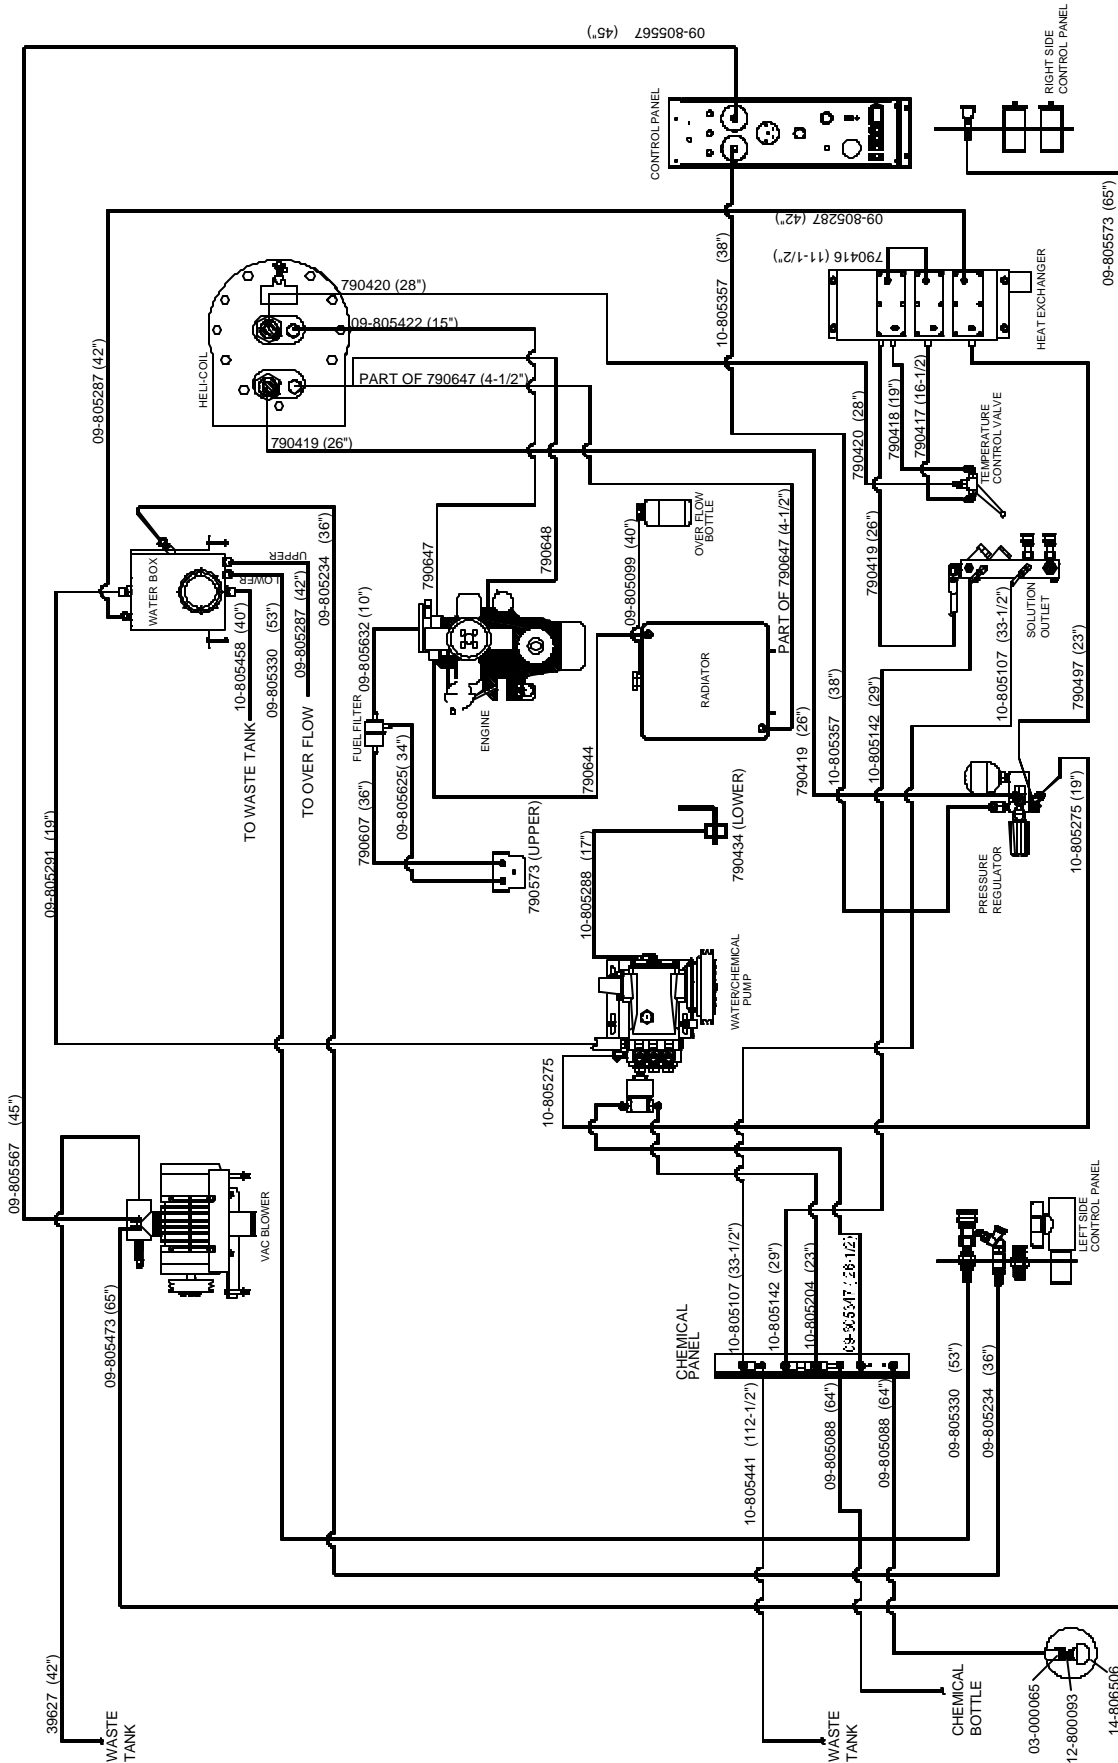 09-805567 (45")
CONTROL PANEL
RIGHT SIDE
CONTROL PANEL
09-805573 (65")
10-805357 (38")
09-805287 (42")
790416 (11-1/2")
HEAT EXCHANGER
HELI-COIL
790420 (28")
09-805422 (15")
PART OF 790647 (4-1/2")
790419 (26")
09-805287 (42")
WATER BOX
UPPER
LOWER
10-805458 (40")
09-805330 (53")
09-805287 (42")
09-805234 (36")
TO WASTE TANK
TO OVER FLOW
790647
790648
09-805632 (10")
FUEL FILTER
ENGINE
790607 (36")
09-805625( 34")
790573 (UPPER)
790644
09-805099 (40")
OVER FLOW
BOTTLE
RADIATOR
PART OF 790647 (4-1/2")
790434 (LOWER)
790420 (28")
790418 (19")
790417 (16-1/2)
TEMPERATURE
CONTROL VALVE
790419 (26")
SOLUTION
OUTLET
10-805107 (33-1/2")
790497 (23")
790419 (26")
10-805357 (38")
10-805142 (29")
PRESSURE
REGULATOR
10-805275 (19")
09-805291 (19")
10-805288 (17")
WATER/CHEMICAL
PUMP
10-805275
09-805567 (45")
VAC BLOWER
09-805473 (65")
39627 (42")
WASTE
TANK
CHEMICAL
PANEL
10-805107 (33-1/2")
10-805142 (29")
10-805204 (23")
10-805441 (112-1/2")
09-805088 (64")
09-805088 (64")
LEFT SIDE
CONTROL PANEL
09-805330 (53")
09-805234 (36")
WASTE
TANK
CHEMICAL
BOTTLE
03-000065
12-800093
14-806506